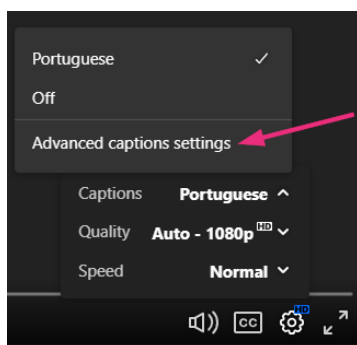 Portuguese
Off
Advanced captions settings
Captions Portuguese
Quality Auto - 1080p HD
Speed Normal
CC HD